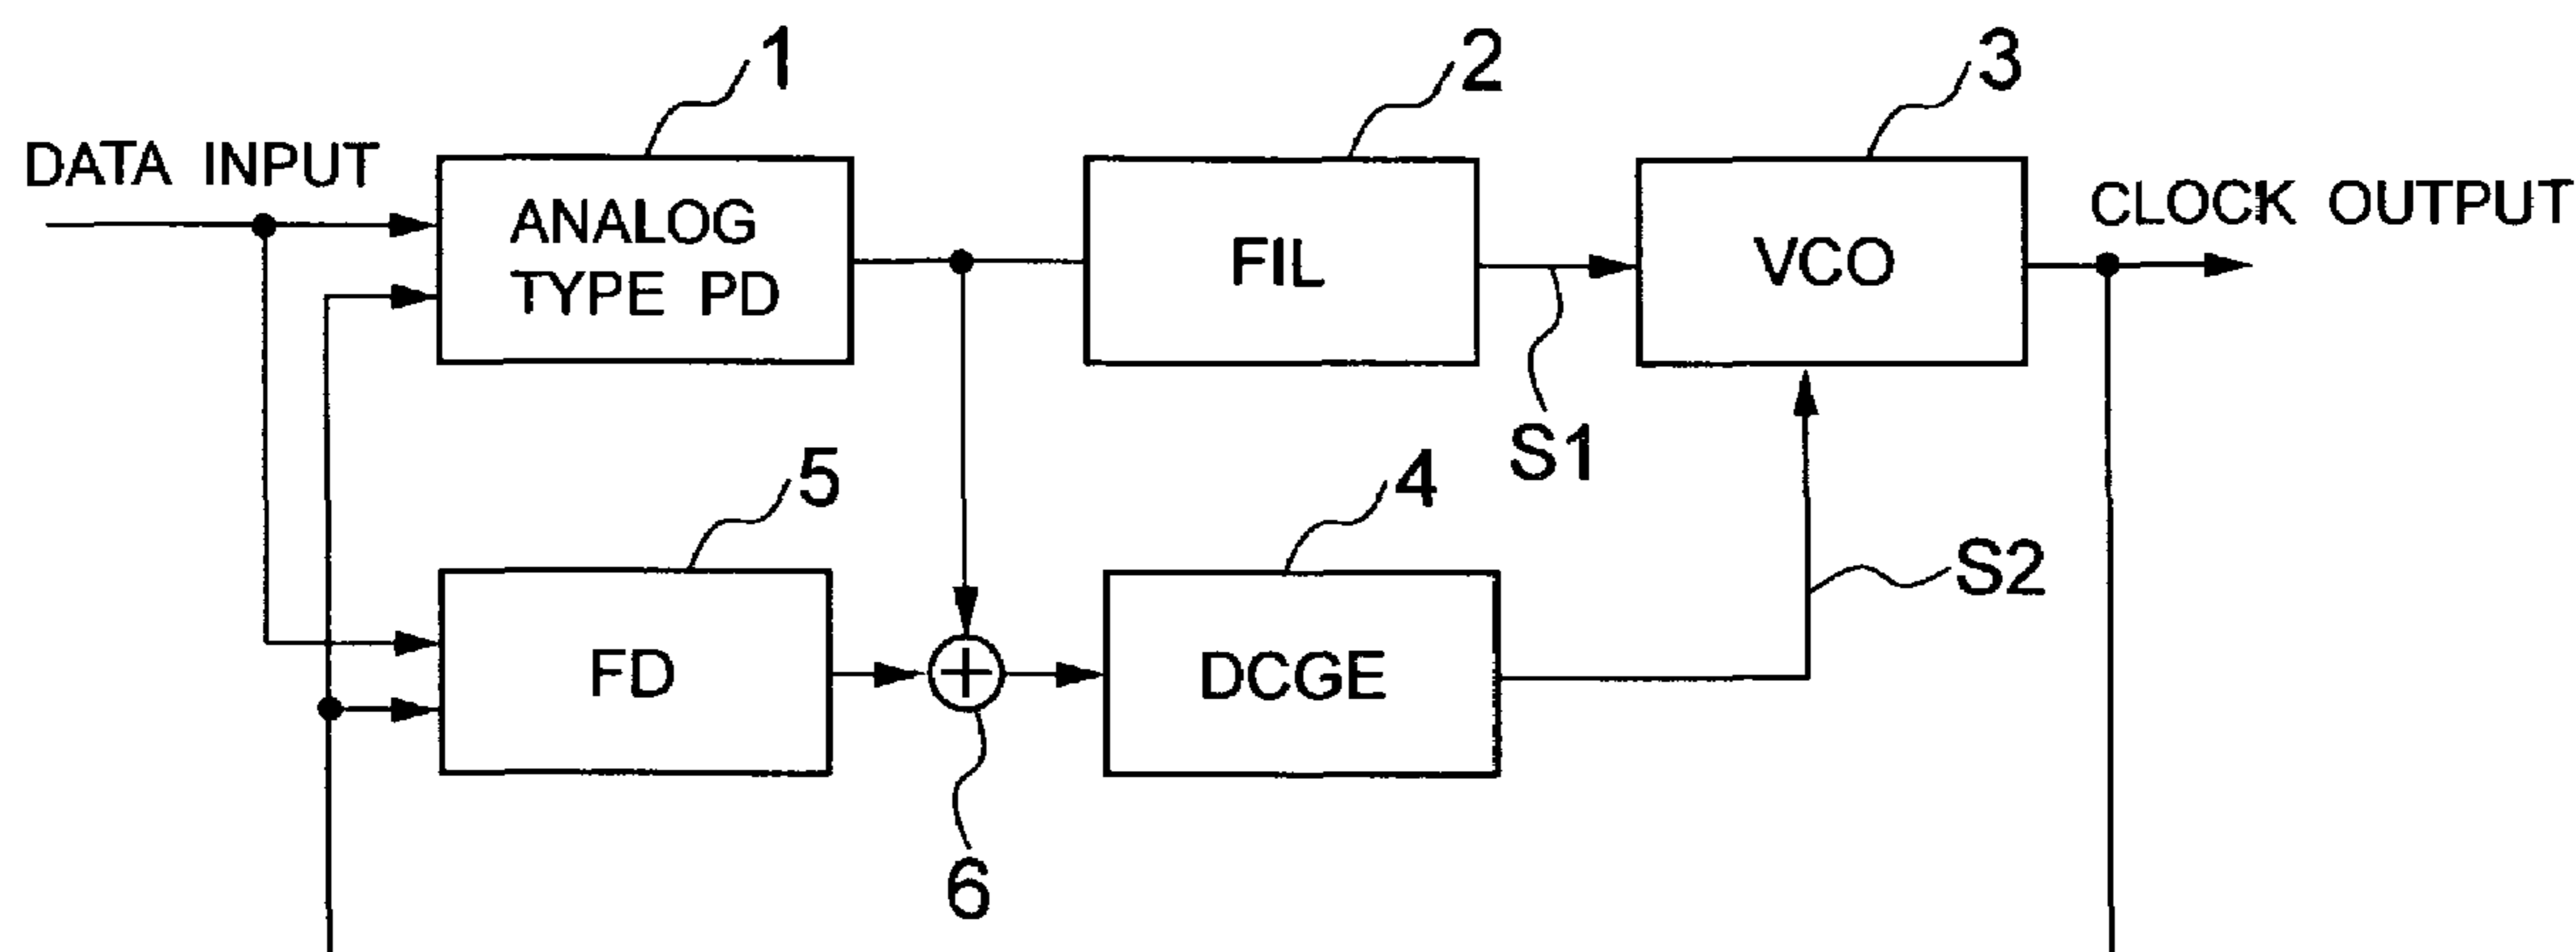 1
2
3
DATA INPUT
ANALOG
TYPE PD
FIL
VCO
CLOCK OUTPUT
S1
5
4
S2
FD
DCGE
6